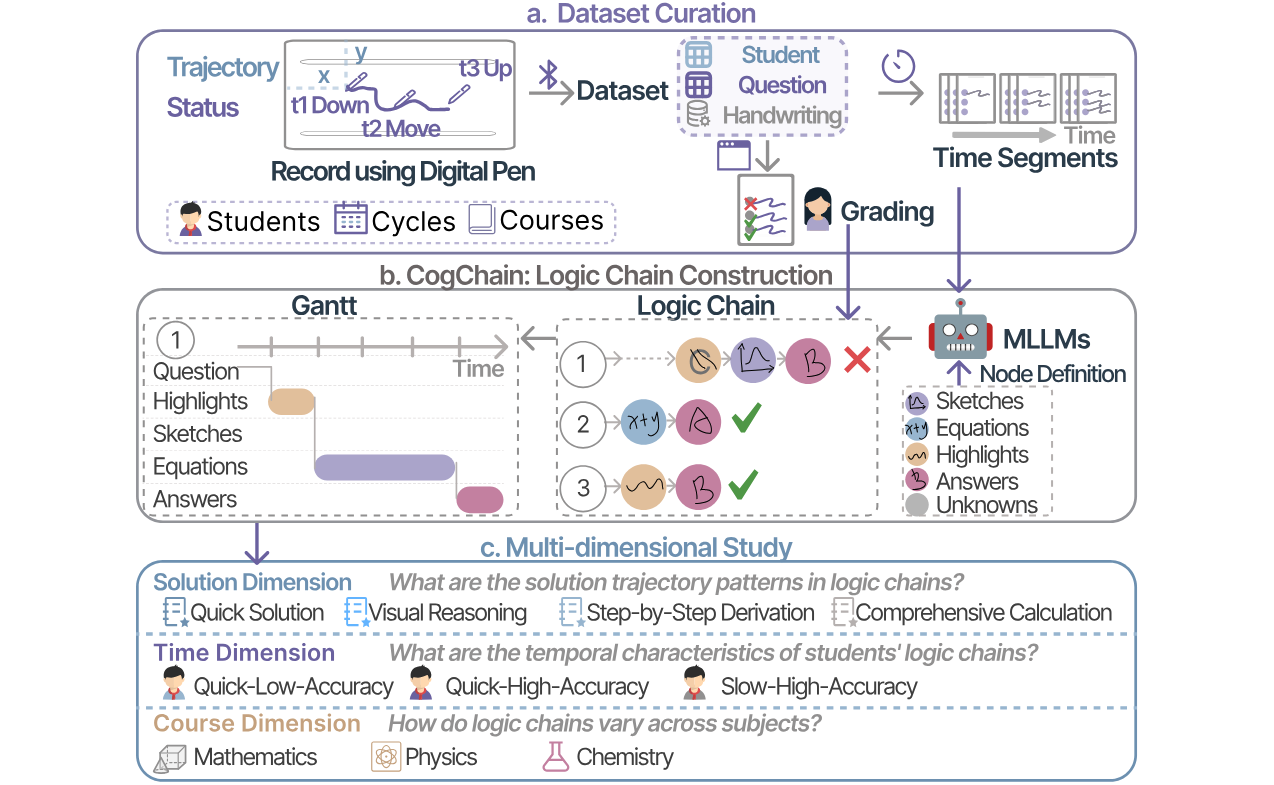 a. Dataset Curation
Trajectory
Status
x
y
t1 Down
t2 Move
t3 Up
Record using Digital Pen
Students Cycles Courses
Dataset
Student
Question
Handwriting
Grading
Time
Time Segments
b. CogChain: Logic Chain Construction
Gantt
1
Time
Question
Highlights
Sketches
Equations
Answers
Logic Chain
1 C B
2 x+y A
3 B
MLLMs
Node Definition
Sketches
x+y Equations
Highlights
b Answers
Unknowns
c. Multi-dimensional Study
Solution Dimension What are the solution trajectory patterns in logic chains?
Quick Solution Visual Reasoning Step-by-Step Derivation Comprehensive Calculation
Time Dimension What are the temporal characteristics of students' logic chains?
Quick-Low-Accuracy Quick-High-Accuracy Slow-High-Accuracy
Course Dimension How do logic chains vary across subjects?
Mathematics Physics Chemistry